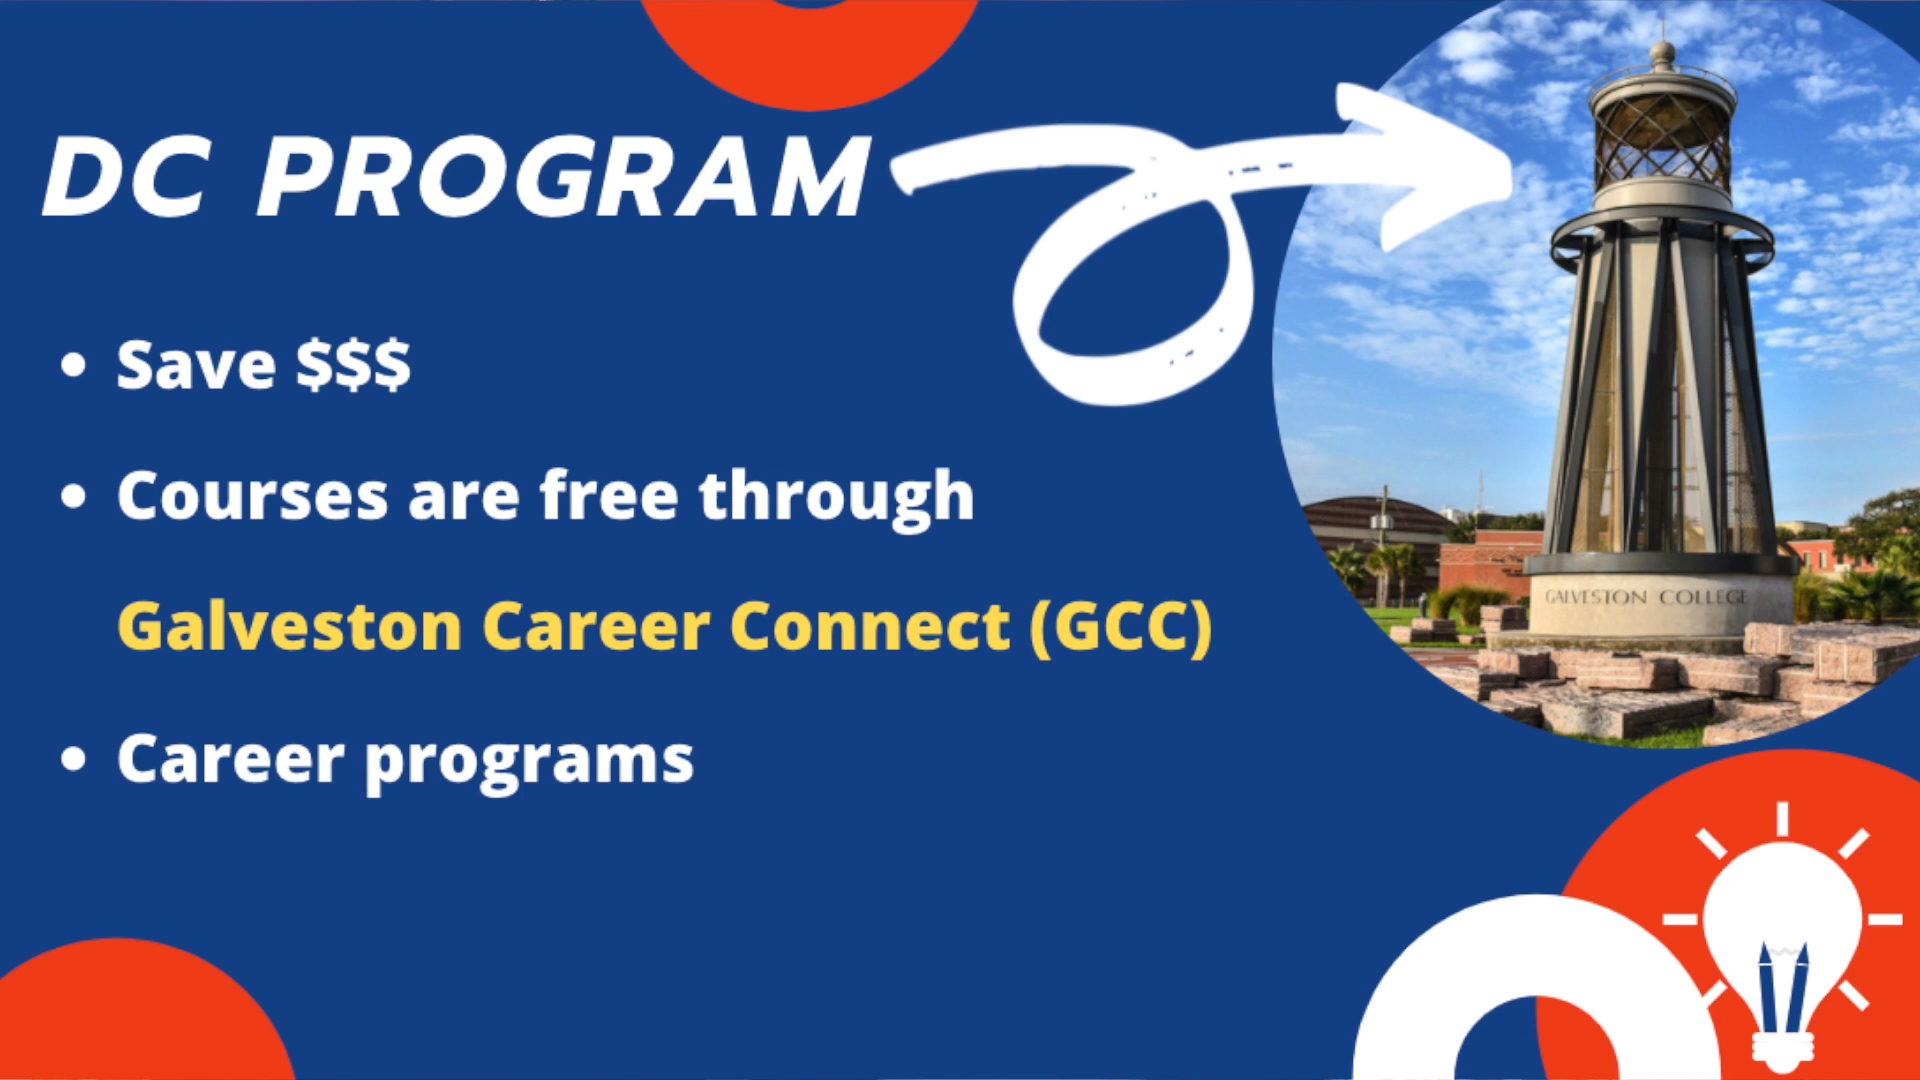 DC PROGRAM
• Save $$$
• Courses are free through
Galveston Career Connect (GCC)
• Career programs
GALVESTON COLLEGE